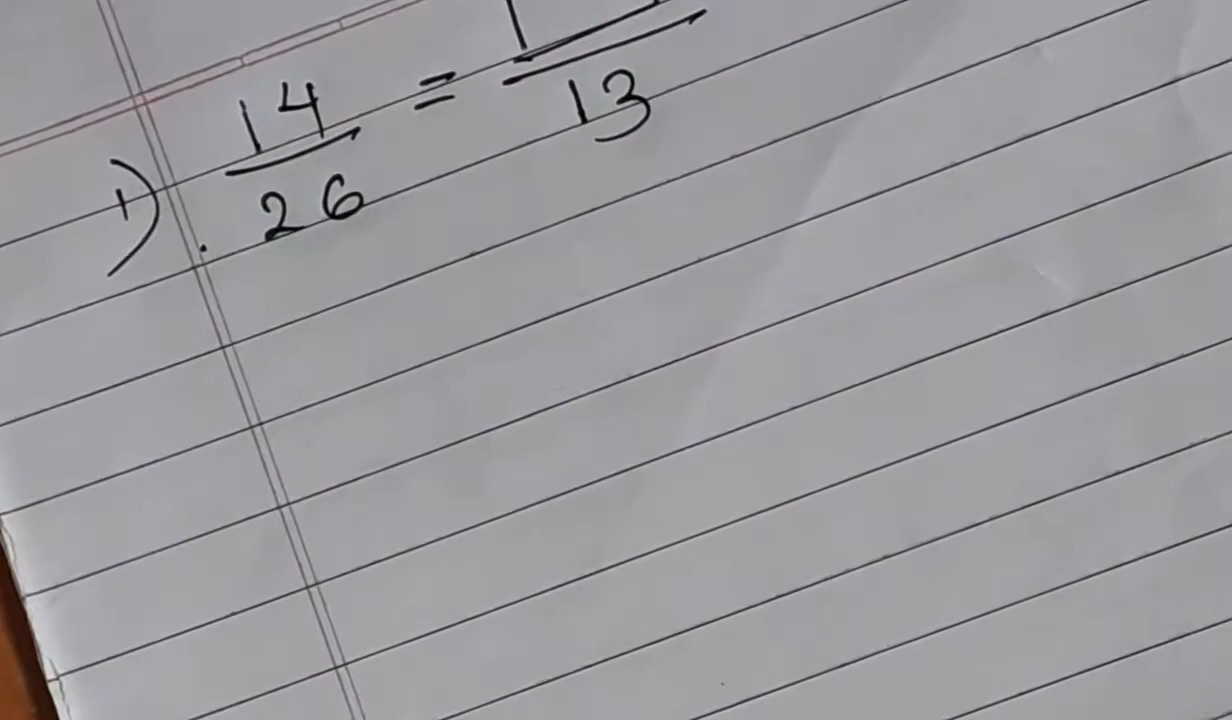 1). 14/26 = □/13